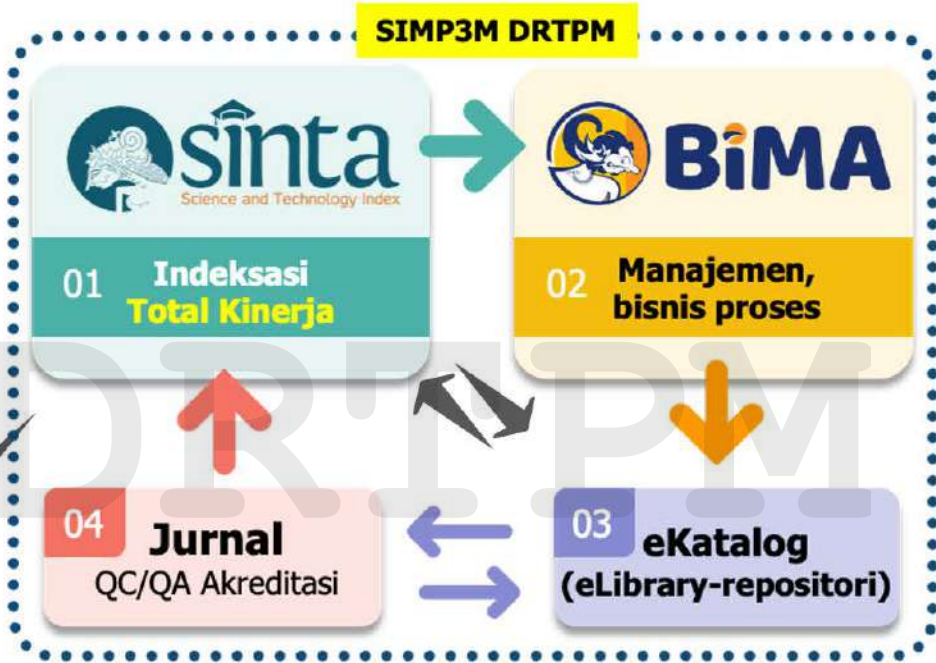 SIMP3M DRTPM
sînta
Science and Technology Index
BiMA
01
Indeksasi
Total Kinerja
02
Manajemen,
bisnis proses
DRTPM
04
Jurnal
QC/QA Akreditasi
03
eKatalog
(eLibrary-repositori)